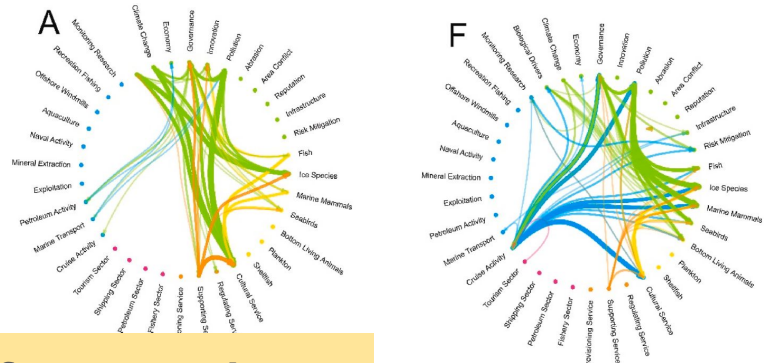 A
Monitoring Research
Climate Change
Economy
Governance
Innovation
Pollution
Abrasion
Area Conflict
Reputation
Infrastructure
Risk Mitigation
Fish
Ice Species
Marine Mammals
Seabirds
Bottom Living Animals
Plankton
Shellfish
Cultural Service
Regulating Serv
Supporting Se
oning Service
Fishery Sector
Petroleum Sector
Shipping Sector
Tourism Sector
Cruise Activity
Marine Transport
Petroleum Activity
Exploitation
Mineral Extraction
Naval Activity
Aquaculture
Offshore Windmills
Recreation Fishing
F
Monitoring Research
Biological Drivers
Climate Change
Economy
Governance
Innovation
Pollution
Abrasion
Area Conflict
Reputation
Infrastructure
Risk Mitigation
Fish
Ice Species
Marine Mammals
Seabirds
Bottom Living Animals
Plankton
Shellfish
Cultural Service
Regulating Service
Supporting Service
ovisioning Service
Fishery Sector
Petroleum Sector
Shipping Sector
Tourism Sector
Cruise Activity
Marine Transport
Petroleum Activity
Exploitation
Mineral Extraction
Naval Activity
Aquaculture
Offshore Windmills
Recreation Fishing